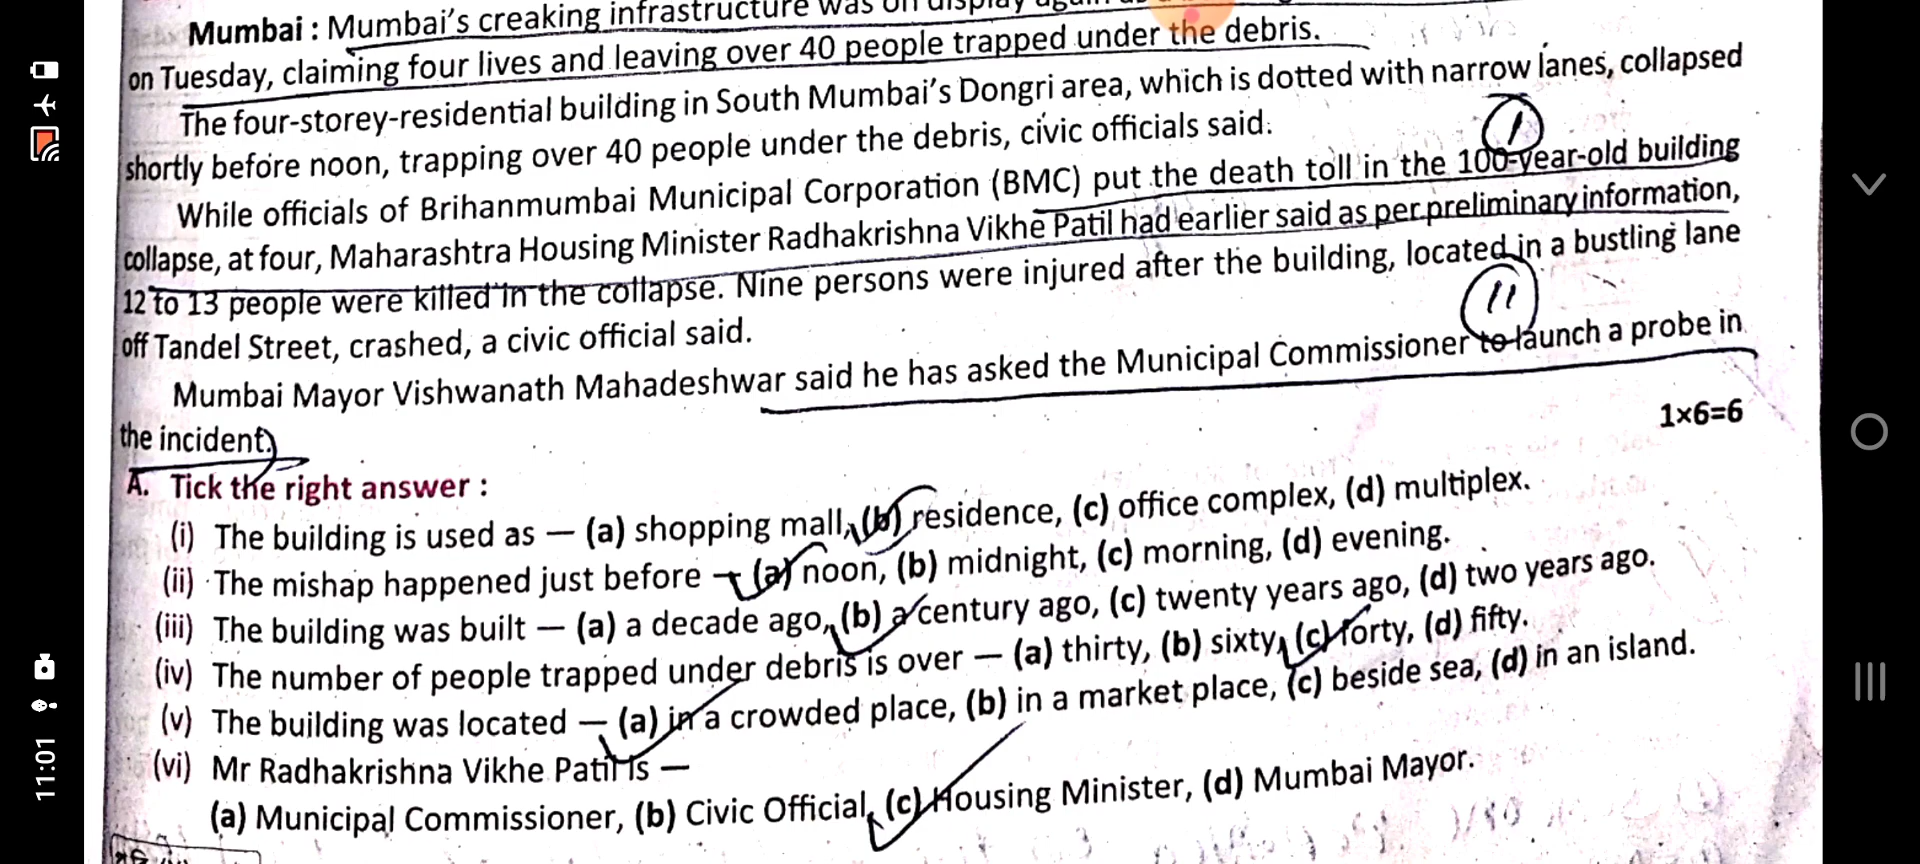 Mumbai : Mumbai's creaking infrastructure was on display again
on Tuesday, claiming four lives and leaving over 40 people trapped under the debris.
The four-storey-residential building in South Mumbai's Dongri area, which is dotted with narrow lanes, collapsed
shortly before noon, trapping over 40 people under the debris, civic officials said.
1
While officials of Brihanmumbai Municipal Corporation (BMC) put the death toll in the 100-year-old building
collapse, at four, Maharashtra Housing Minister Radhakrishna Vikhe Patil had earlier said as per preliminary information,
12 to 13 people were killed in the collapse. Nine persons were injured after the building, located in a bustling lane
11
off Tandel Street, crashed, a civic official said.
Mumbai Mayor Vishwanath Mahadeshwar said he has asked the Municipal Commissioner to launch a probe in
the incident.
1×6=6
A. Tick the right answer :
(i) The building is used as — (a) shopping mall, (b) residence, (c) office complex, (d) multiplex.
(ii) The mishap happened just before — (a) noon, (b) midnight, (c) morning, (d) evening.
(iii) The building was built — (a) a decade ago, (b) a century ago, (c) twenty years ago, (d) two years ago.
(iv) The number of people trapped under debris is over — (a) thirty, (b) sixty, (c) forty, (d) fifty.
(v) The building was located — (a) in a crowded place, (b) in a market place, (c) beside sea, (d) in an island.
(vi) Mr Radhakrishna Vikhe Patil is —
(a) Municipal Commissioner, (b) Civic Official, (c) Housing Minister, (d) Mumbai Mayor.
11:01